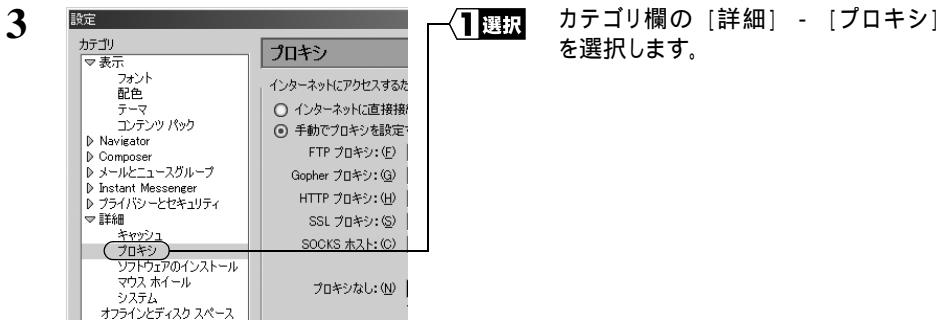 3
設定
カテゴリ
表示
フォント
配色
テーマ
コンテンツ パック
Navigator
Composer
メールとニュースグループ
Instant Messenger
プライバシーとセキュリティ
詳細
キャッシュ
プロキシ
ソフトウェアのインストール
マウス ホイール
システム
オフラインとディスク スペース
プロキシ
インターネットにアクセスするた
インターネットに直接接
手動でプロキシを設定
FTP プロキシ:(F)
Gopher プロキシ:(G)
HTTP プロキシ:(H)
SSL プロキシ:(S)
SOCKS ホスト:(C)
プロキシなし:(N)
1 選択
カテゴリ欄の [詳細] - [プロキシ]
を選択します。